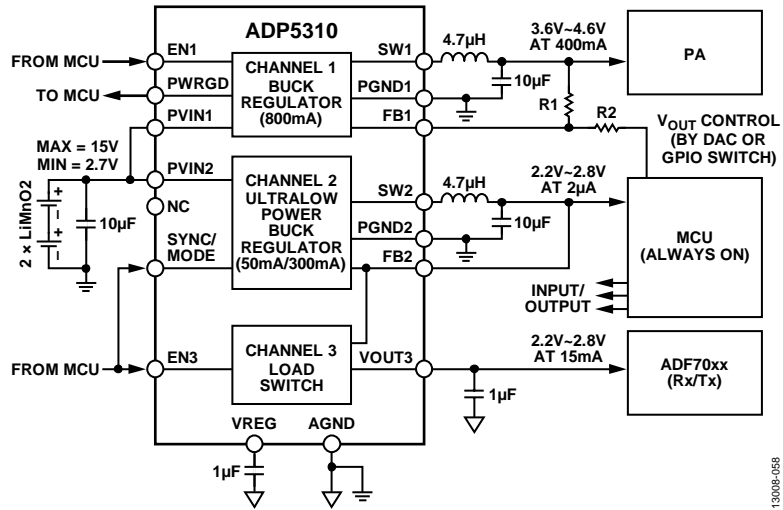 ADP5310
FROM MCU
EN1
TO MCU
PWRGD
PVIN1
CHANNEL 1
BUCK
REGULATOR
(800mA)
SW1
PGND1
FB1
4.7µH
10µF
3.6V~4.6V
AT 400mA
R1
R2
PA
VOUT CONTROL
(BY DAC OR
GPIO SWITCH)
MAX = 15V
MIN = 2.7V
2 × LiMnO2
+
–
+
–
10µF
PVIN2
NC
SYNC/
MODE
CHANNEL 2
ULTRALOW
POWER
BUCK
REGULATOR
(50mA/300mA)
SW2
PGND2
FB2
4.7µH
10µF
2.2V~2.8V
AT 2µA
MCU
(ALWAYS ON)
INPUT/
OUTPUT
FROM MCU
EN3
CHANNEL 3
LOAD
SWITCH
VOUT3
2.2V~2.8V
AT 15mA
1µF
ADF70xx
(Rx/Tx)
VREG
AGND
1µF
13008-058